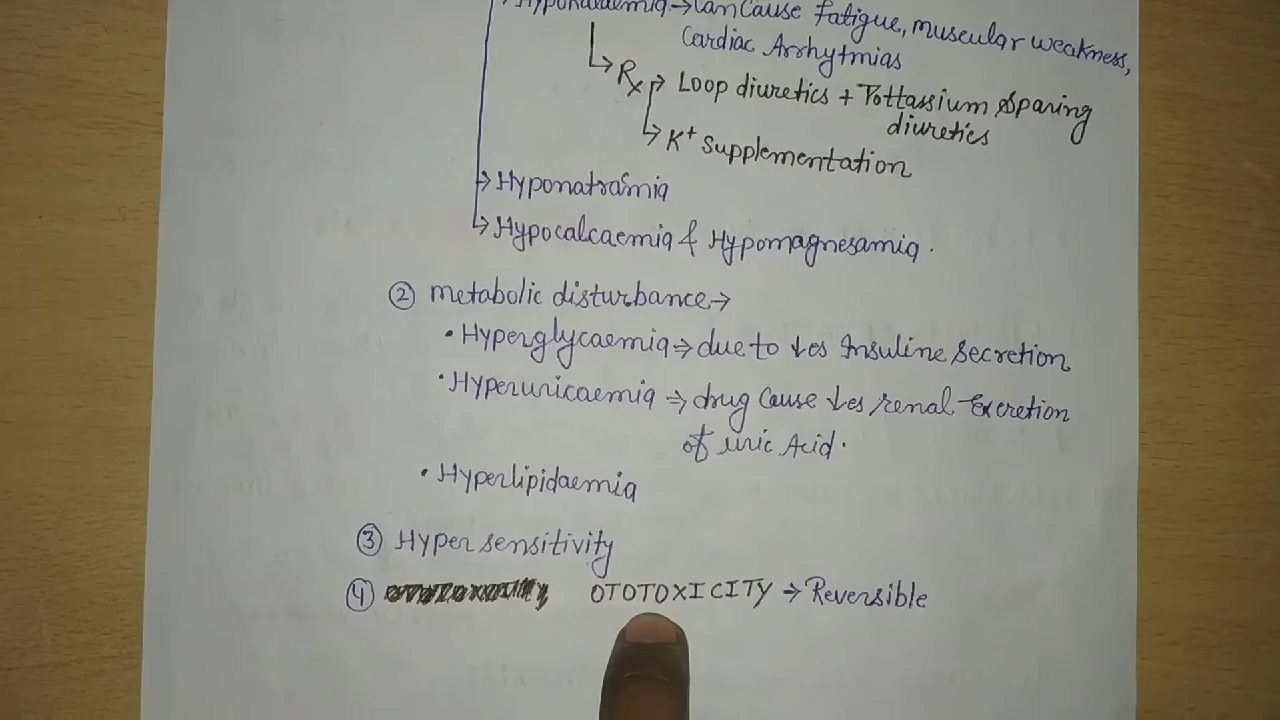 Hypokalaemia → Can Cause Fatigue, muscular weakness,
Cardiac Arrhytmias
↳ Rx → Loop diuretics + Pottassium Sparing
diuretics
↳ K+ Supplementation
→ Hyponatramia
↳ Hypocalcaemia & Hypomagnesamia.
② metabolic disturbance →
• Hyperglycaemia ⇒ due to ↓es Insuline Secretion
• Hyperuricaemia ⇒ drug Cause ↓es renal Excretion
of uric Acid.
• Hyperlipidaemia
③ Hyper sensitivity
④ OTOTOXICITY → Reversible